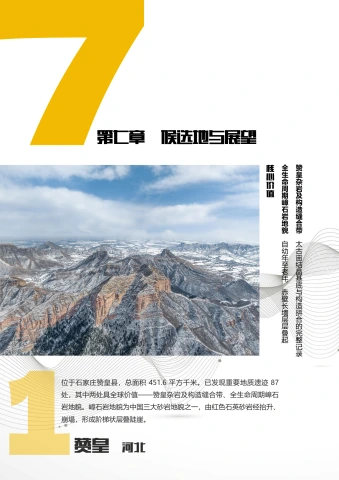 7
第七章 候选地与展望
核心价值
全生命周期嶂石岩地貌 自幼年至老年,赤壁长墙层层叠起
赞皇杂岩及构造缝合带 太古宙结晶基底与构造拼合的完整记录
位于石家庄赞皇县,总面积 451.6 平方千米。已发现重要地质遗迹 87
处,其中两处具全球价值——赞皇杂岩及构造缝合带、全生命周期嶂石
岩地貌。嶂石岩地貌为中国三大砂岩地貌之一,由红色石英砂岩经抬升、
崩塌,形成阶梯状层叠陡崖。
1 赞皇 河北